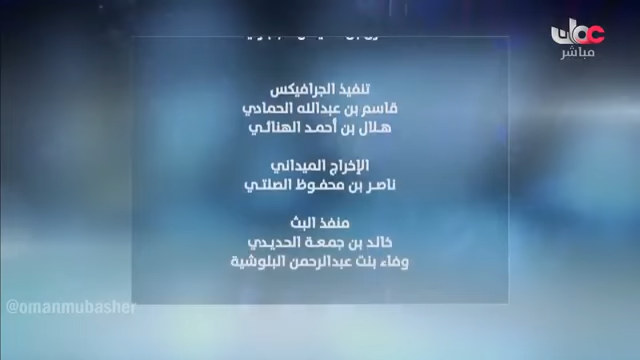 عمان
مباشر
تنفيذ الجرافيكس
قاسم بن عبدالله الحمادي
هلال بن أحمد الهنائي
الإخراج الميداني
ناصر بن محفوظ الصلتي
منفذ البث
خالد بن جمعة الحديدي
وفاء بنت عبدالرحمن البلوشية
@omanmubasher